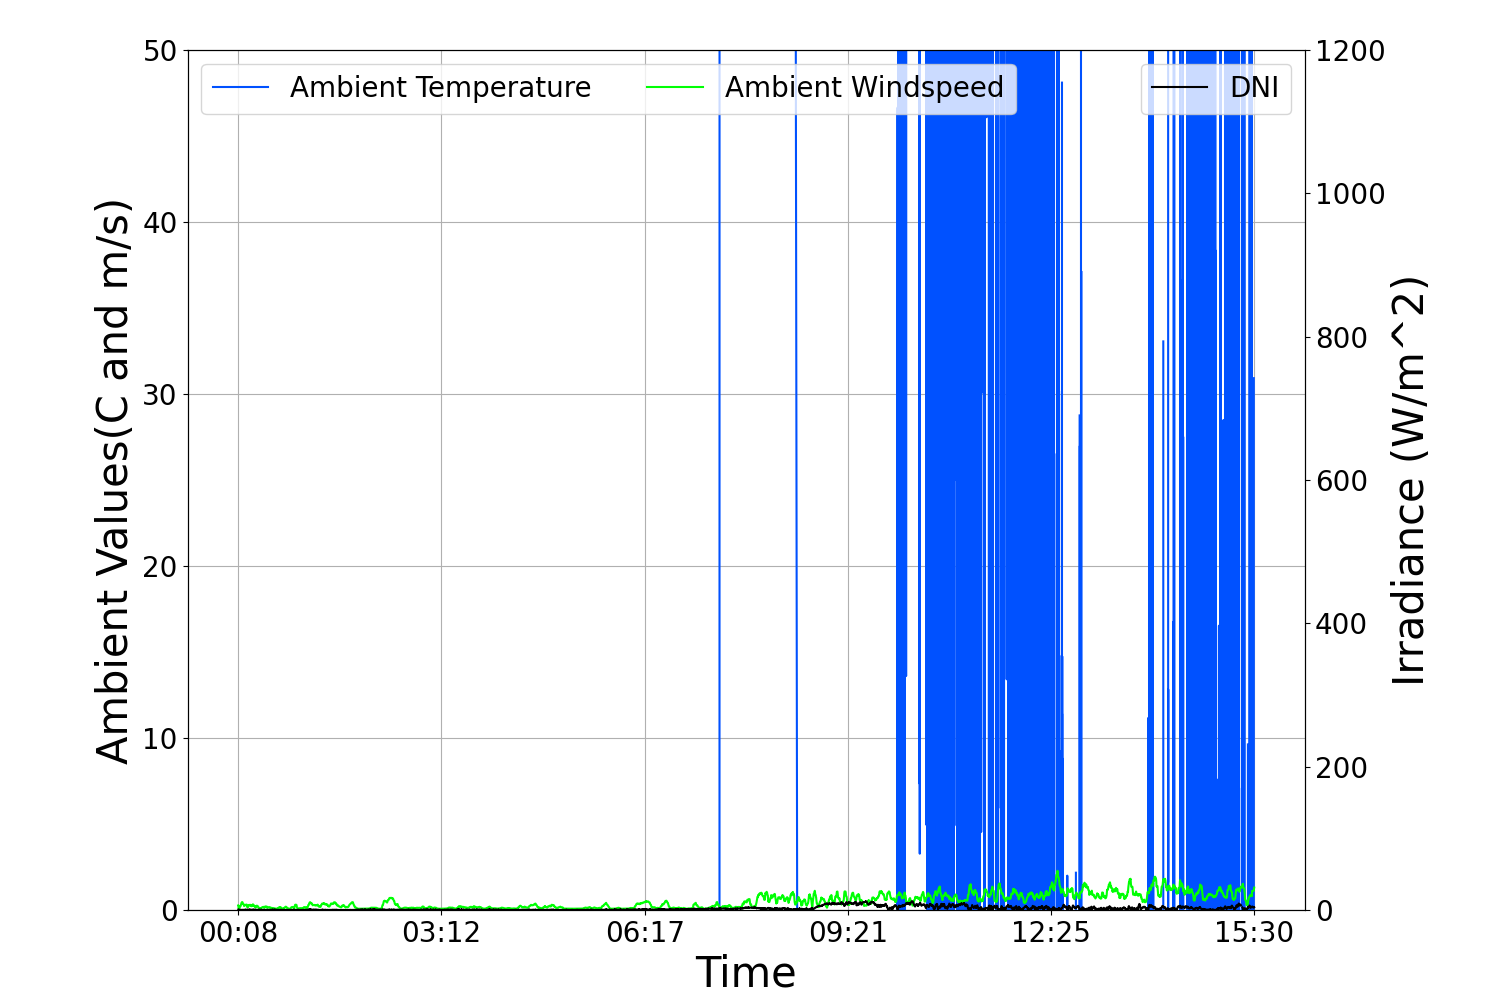 Ambient Temperature Ambient Windspeed DNI
50
40
30
20
10
0
Ambient Values(C and m/s)
1200
1000
800
600
400
200
0
Irradiance (W/m^2)
00:08 03:12 06:17 09:21 12:25 15:30
Time